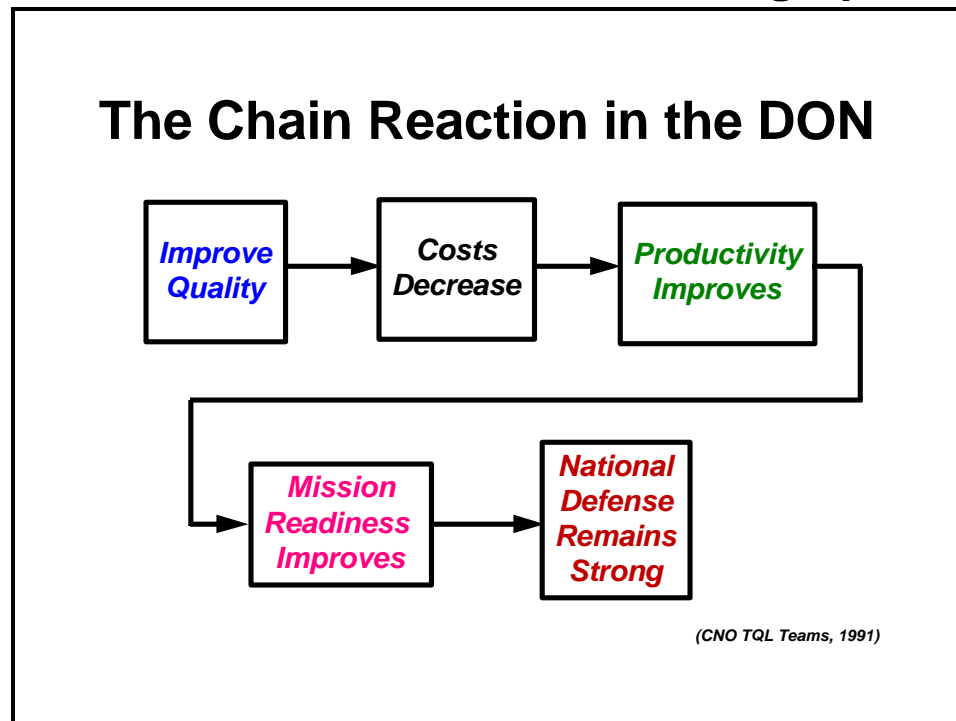 The Chain Reaction in the DON
Improve
Quality
Costs
Decrease
Productivity
Improves
Mission
Readiness
Improves
National
Defense
Remains
Strong
(CNO TQL Teams, 1991)